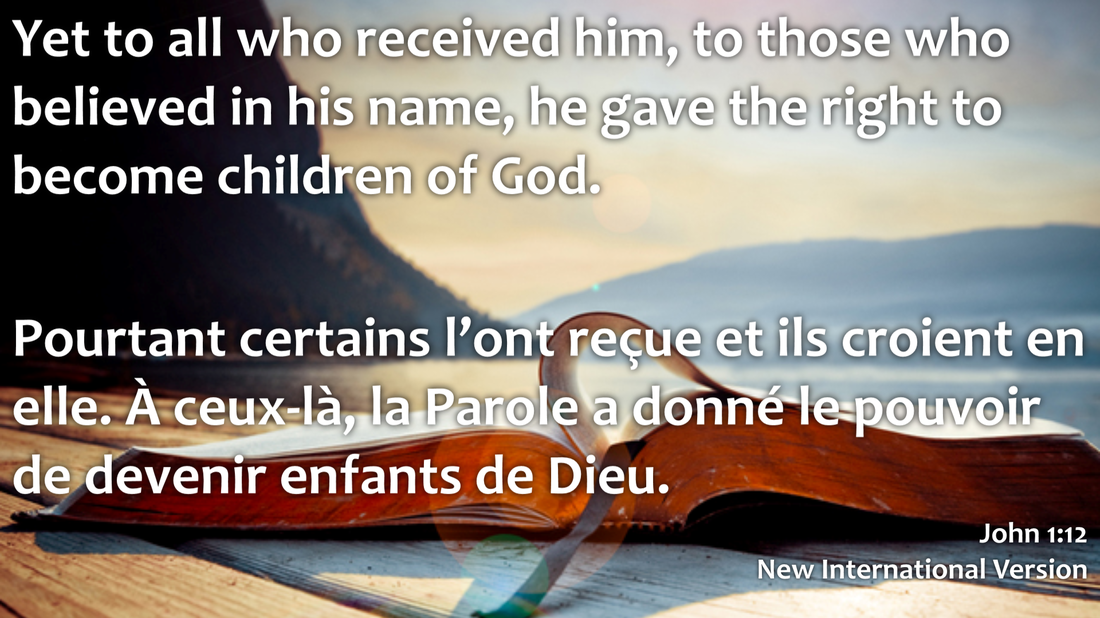 Yet to all who received him, to those who
believed in his name, he gave the right to
become children of God.
Pourtant certains l’ont reçue et ils croient en
elle. À ceux-là, la Parole a donné le pouvoir
de devenir enfants de Dieu.
John 1:12
New International Version